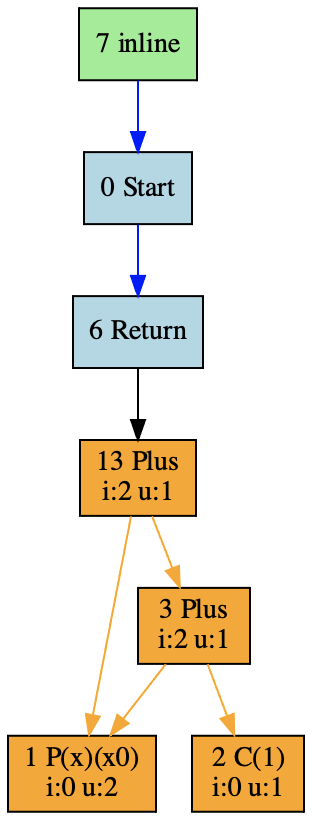 7 inline
0 Start
6 Return
13 Plus
i:2 u:1
3 Plus
i:2 u:1
1 P(x)(x0)
i:0 u:2
2 C(1)
i:0 u:1